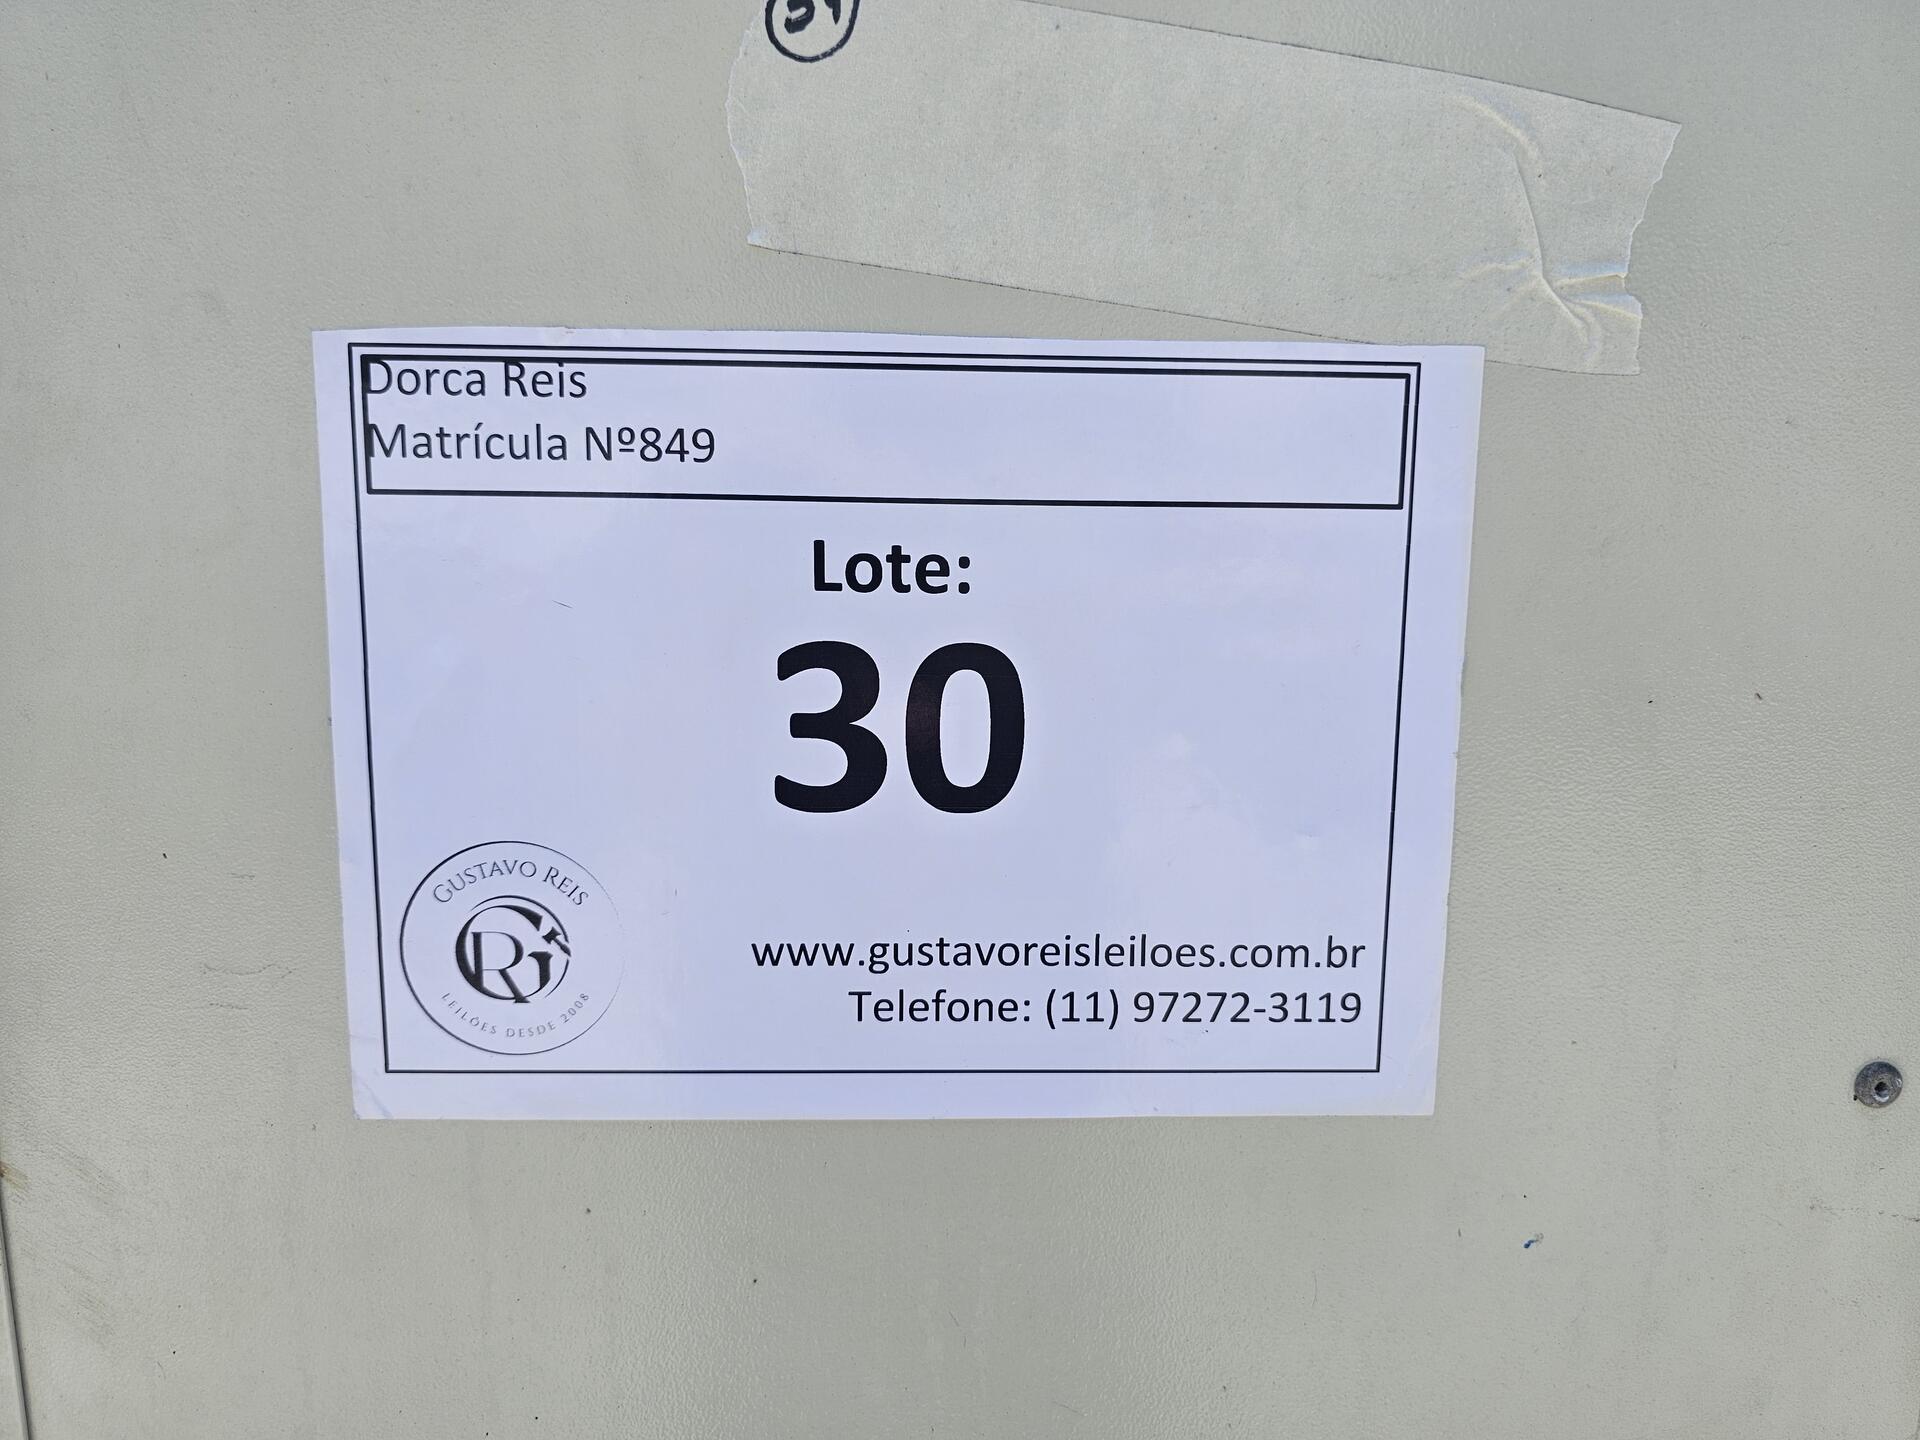 Dorca Reis
Matrícula Nº849
Lote:
30
GUSTAVO REIS
GR
LEILÕES DESDE 2008
www.gustavoreisleiloes.com.br
Telefone: (11) 97272-3119